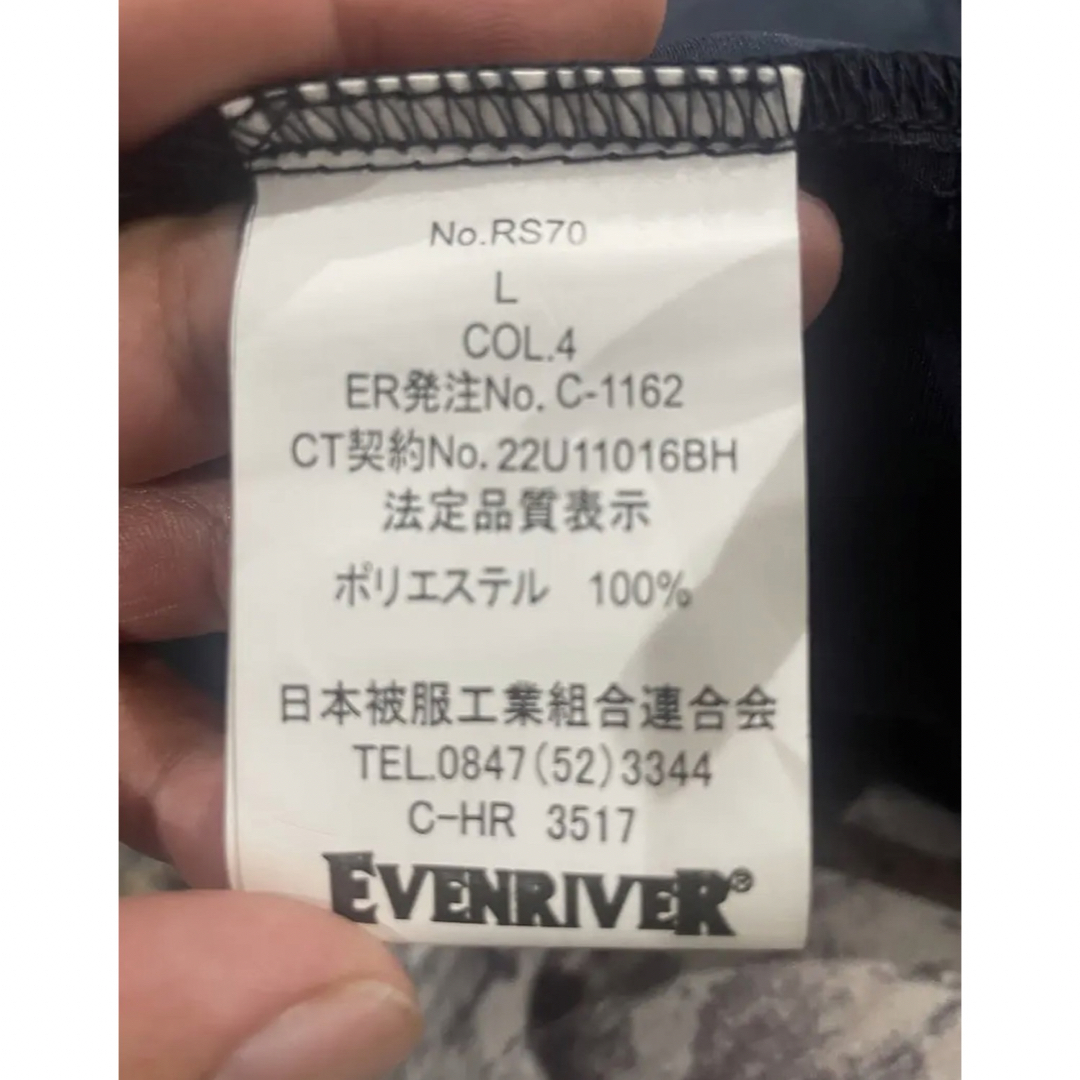 No.RS70
L
COL.4
ER発注No. C-1162
CT契約No. 22U11016BH
法定品質表示
ポリエステル 100%
日本被服工業組合連合会
TEL.0847(52)3344
C-HR 3517
EVENRIVER®